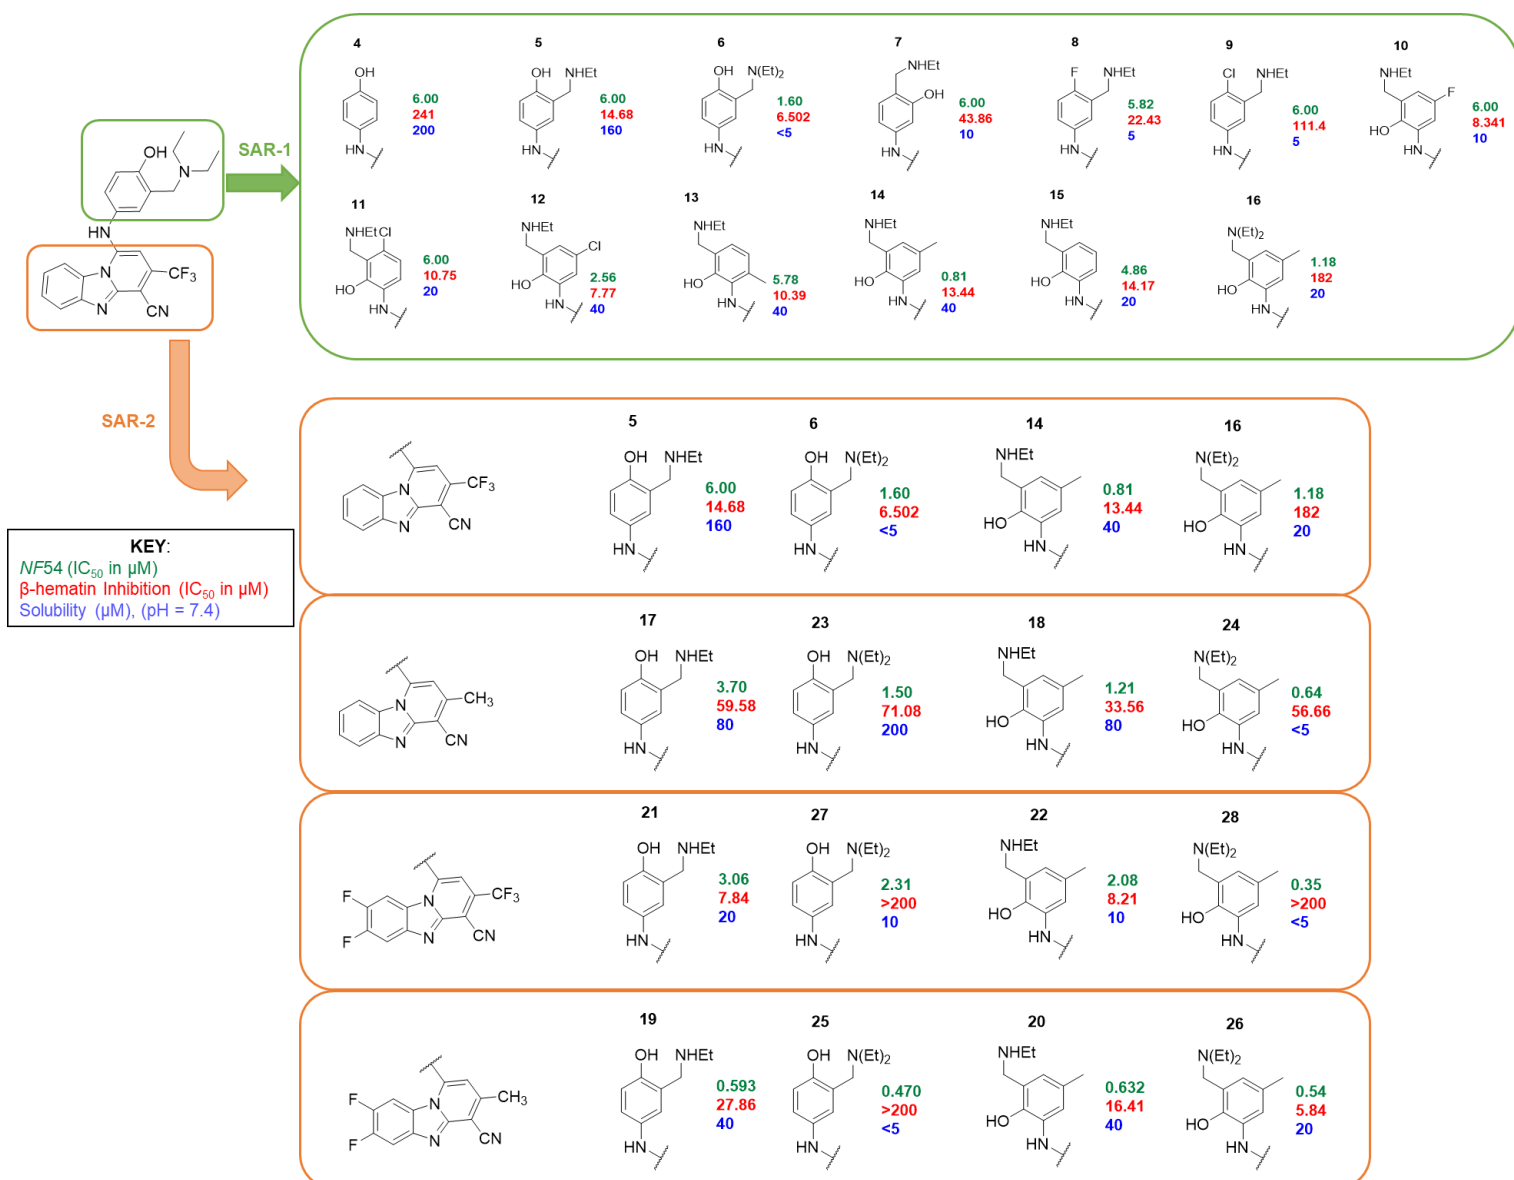 4
OH
6.00
241
200
HN
5
OH
NHEt
6.00
14.68
160
HN
6
OH
N(Et)2
1.60
6.502
<5
HN
7
NHEt
OH
6.00
43.86
10
HN
8
F
NHEt
5.82
22.43
5
HN
9
Cl
NHEt
6.00
111.4
5
HN
10
NHEt
F
HO
HN
6.00
8.341
10
OH
N
HN
N
N
CF3
CN
SAR-1
11
NHEt
Cl
HO
HN
6.00
10.75
20
12
NHEt
Cl
HO
HN
2.56
7.77
40
13
NHEt
HO
HN
5.78
10.39
40
14
NHEt
HO
HN
0.81
13.44
40
15
NHEt
HO
HN
4.86
14.17
20
16
N(Et)2
HO
HN
1.18
182
20
SAR-2
KEY:
NF54 (IC50 in µM)
β-hematin Inhibition (IC50 in µM)
Solubility (µM), (pH = 7.4)
N
N
CF3
CN
5
OH
NHEt
6.00
14.68
160
HN
6
OH
N(Et)2
1.60
6.502
<5
HN
14
NHEt
HO
HN
0.81
13.44
40
16
N(Et)2
HO
HN
1.18
182
20
N
N
CH3
CN
17
OH
NHEt
3.70
59.58
80
HN
23
OH
N(Et)2
1.50
71.08
200
HN
18
NHEt
HO
HN
1.21
33.56
80
24
N(Et)2
HO
HN
0.64
56.66
<5
F
F
N
N
CF3
CN
21
OH
NHEt
3.06
7.84
20
HN
27
OH
N(Et)2
2.31
>200
10
HN
22
NHEt
HO
HN
2.08
8.21
10
28
N(Et)2
HO
HN
0.35
>200
<5
F
F
N
N
CH3
CN
19
OH
NHEt
0.593
27.86
40
HN
25
OH
N(Et)2
0.470
>200
<5
HN
20
NHEt
HO
HN
0.632
16.41
40
26
N(Et)2
HO
HN
0.54
5.84
20